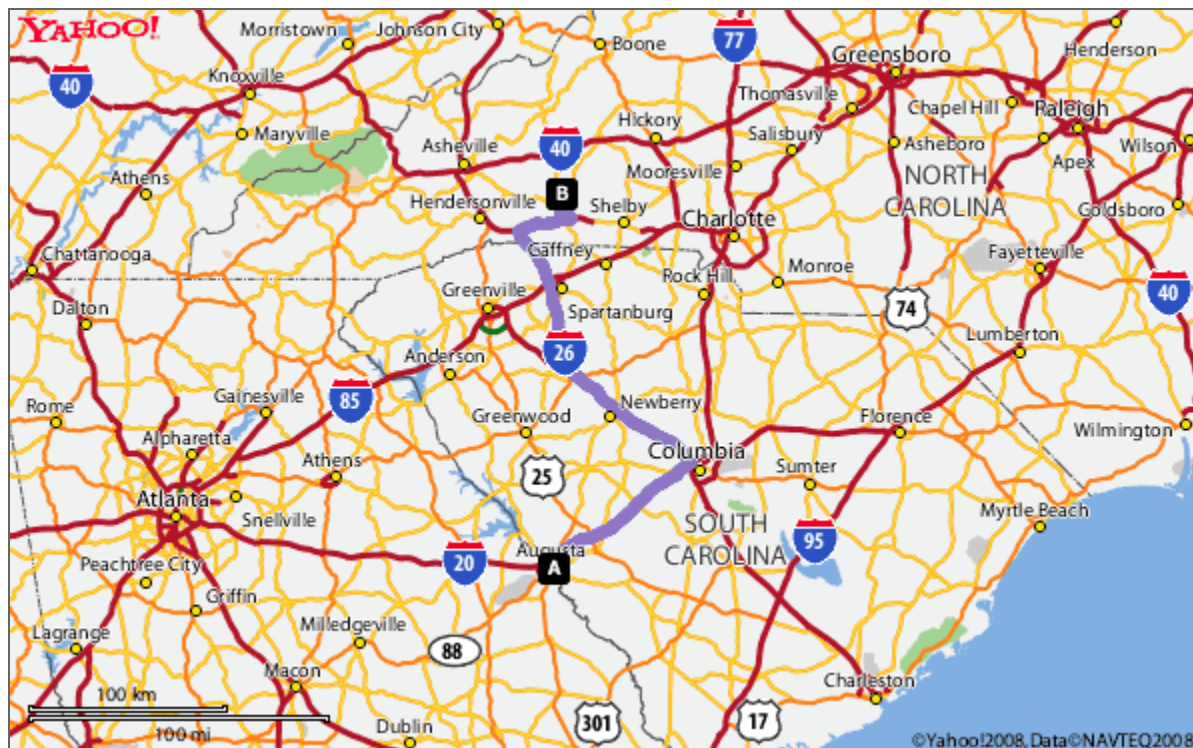 YAHOO!
Morristown
Johnson City
Boone
77
Greensboro
Henderson
40
Knoxville
Thomasville
Chapel Hill
Raleigh
Maryville
Hickory
Salisbury
Asheville
40
Mooresville
Asheboro
Apex
Wilson
Athens
B
NORTH
CAROLINA
Hendersonville
Shelby
Charlotte
Goldsboro
Chattanooga
Gaffney
Fayetteville
Rock Hill
Monroe
40
Dalton
Greenville
74
Spartanburg
Lumberton
26
Anderson
Gainesville
85
Rome
Greenwood
Newberry
Florence
Alpharetta
Columbia
Wilmington
Athens
25
Sumter
Atlanta
Snellville
SOUTH
CAROLINA
Myrtle Beach
95
Augusta
20
A
Peachtree City
Griffin
Lagrange
Milledgeville
88
Macon
Charleston
100 km
Dublin
301
17
100 mi
©Yahoo!2008, Data©NAVTEQ2008